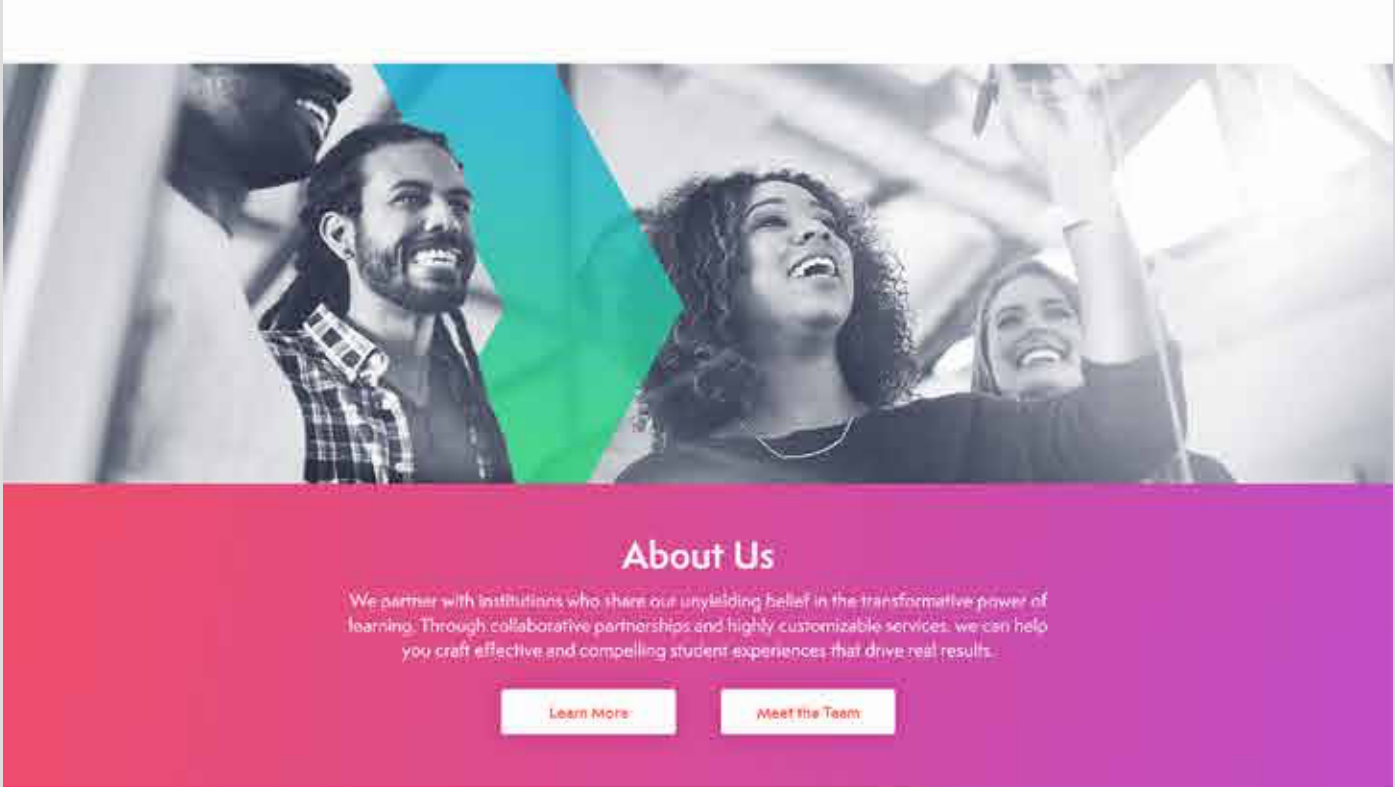 About Us
We partner with institutions who share our unyielding belief in the transformative power of
learning. Through collaborative partnerships and highly customizable services, we can help
you craft effective and compelling student experiences that drive real results.
Learn More
Meet the Team